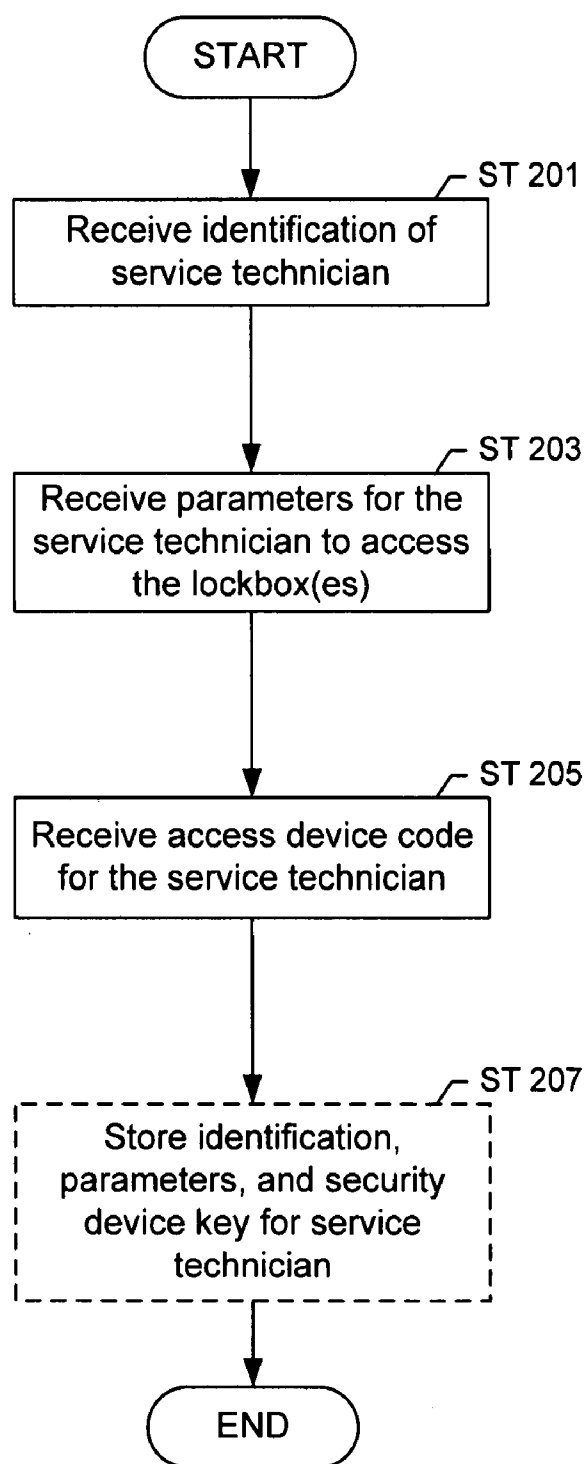 START
ST 201
Receive identification of
service technician
ST 203
Receive parameters for the
service technician to access
the lockbox(es)
ST 205
Receive access device code
for the service technician
ST 207
Store identification,
parameters, and security
device key for service
technician
END